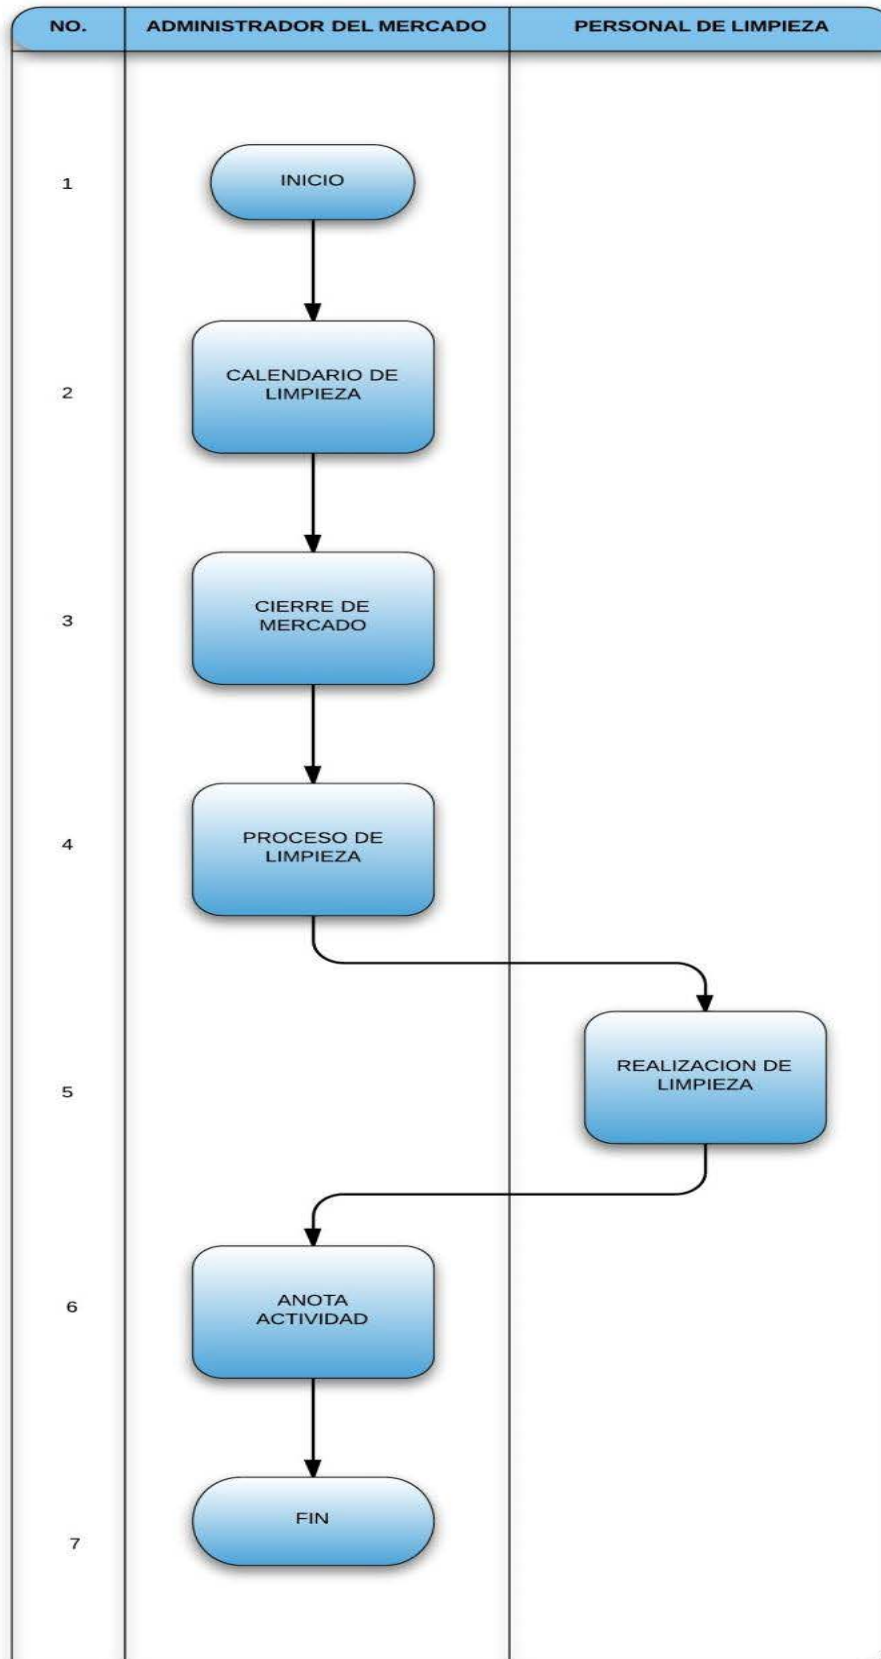 NO.
ADMINISTRADOR DEL MERCADO
PERSONAL DE LIMPIEZA
1
INICIO
2
CALENDARIO DE
LIMPIEZA
3
CIERRE DE
MERCADO
4
PROCESO DE
LIMPIEZA
5
REALIZACION DE
LIMPIEZA
6
ANOTA
ACTIVIDAD
7
FIN